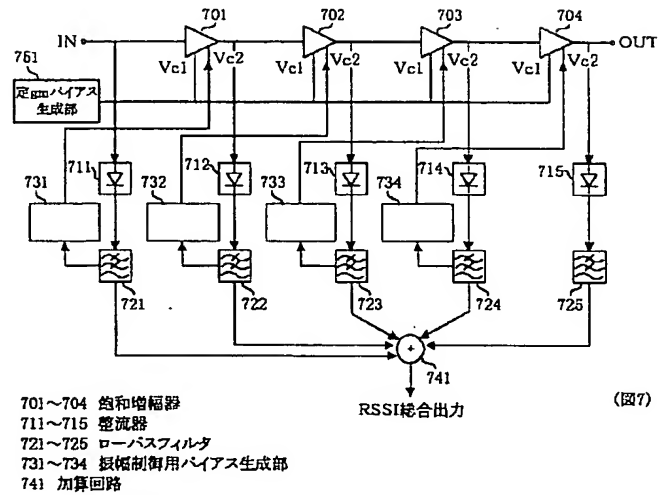 701
702
703
704
IN
OUT
Vc1
Vc2
Vc1
Vc2
Vc1
Vc2
Vc1
Vc2
751
定gmバイアス
生成部
711
712
713
714
715
731
732
733
734
721
722
723
724
725
+
741
RSSI総合出力
(図7)
701～704 飽和増幅器
711～715 整流器
721～725 ローパスフィルタ
731～734 振幅制御用バイアス生成部
741 加算回路